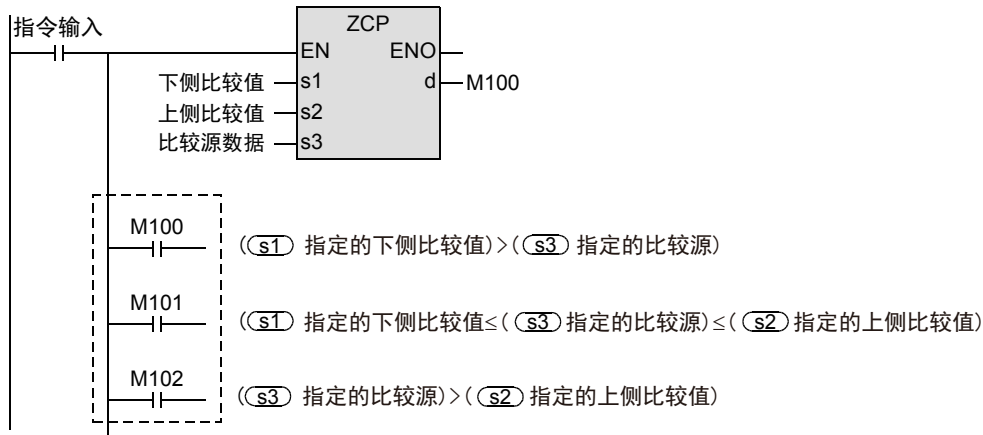 指令输入
ZCP
EN ENO
下侧比较值 s1 d M100
上侧比较值 s2
比较源数据 s3
M100
(s1 指定的下侧比较值)>(s3 指定的比较源)
M101
(s1 指定的下侧比较值≤(s3 指定的比较源)≤(s2 指定的上侧比较值)
M102
(s3 指定的比较源)>(s2 指定的上侧比较值)